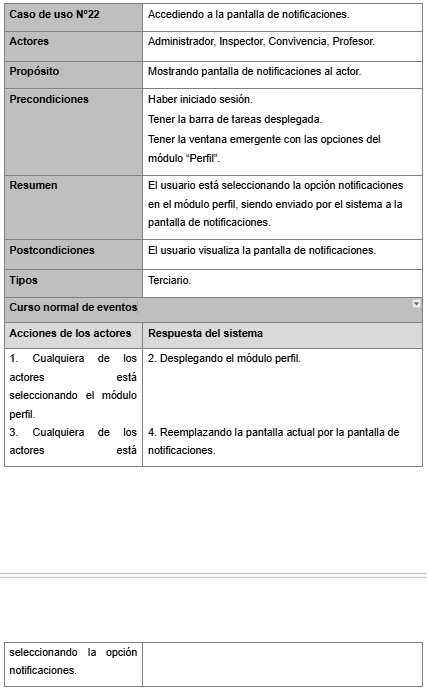 Caso de uso N°22
Accediendo a la pantalla de notificaciones.
Actores
Administrador, Inspector, Convivencia, Profesor.
Propósito
Mostrando pantalla de notificaciones al actor.
Precondiciones
Haber iniciado sesión.
Tener la barra de tareas desplegada.
Tener la ventana emergente con las opciones del
módulo “Perfil”.
Resumen
El usuario está seleccionando la opción notificaciones
en el módulo perfil, siendo enviado por el sistema a la
pantalla de notificaciones.
Postcondiciones
El usuario visualiza la pantalla de notificaciones.
Tipos
Terciario.
Curso normal de eventos
Acciones de los actores
Respuesta del sistema
1. Cualquiera de los
actores está
seleccionando el módulo
perfil.
2. Desplegando el módulo perfil.
3. Cualquiera de los
actores está
4. Reemplazando la pantalla actual por la pantalla de
notificaciones.
seleccionando la opción
notificaciones.